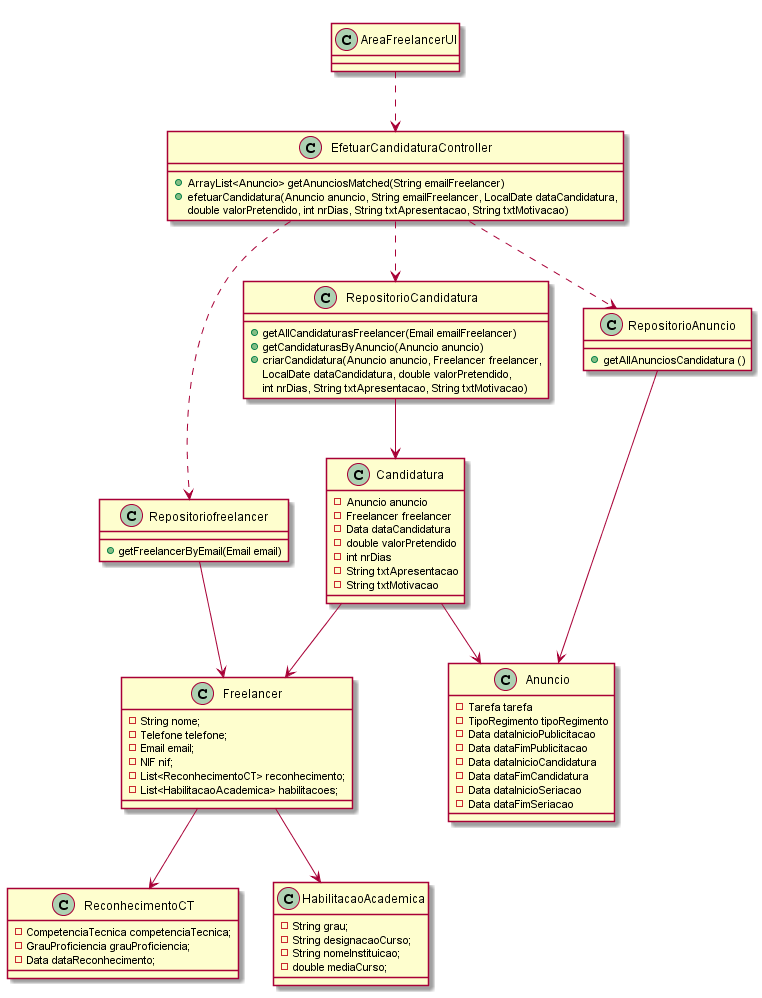 C AreaFreelancerUI
C EfetuarCandidaturaController
ArrayList<Anuncio> getAnunciosMatched(String emailFreelancer)
efetuarCandidatura(Anuncio anuncio, String emailFreelancer, LocalDate dataCandidatura,
double valorPretendido, int nrDias, String txtApresentacao, String txtMotivacao)
C RepositorioCandidatura
getAllCandidaturasFreelancer(Email emailFreelancer)
getCandidaturasByAnuncio(Anuncio anuncio)
criarCandidatura(Anuncio anuncio, Freelancer freelancer,
LocalDate dataCandidatura, double valorPretendido,
int nrDias, String txtApresentacao, String txtMotivacao)
C RepositorioAnuncio
getAllAnunciosCandidatura ()
C Repositoriofreelancer
getFreelancerByEmail(Email email)
C Candidatura
Anuncio anuncio
Freelancer freelancer
Data dataCandidatura
double valorPretendido
int nrDias
String txtApresentacao
String txtMotivacao
C Freelancer
String nome;
Telefone telefone;
Email email;
NIF nif;
List<ReconhecimentoCT> reconhecimento;
List<HabilitacaoAcademica> habilitacoes;
C Anuncio
Tarefa tarefa
TipoRegimento tipoRegimento
Data dataInicioPublicitacao
Data dataFimPublicitacao
Data dataInicioCandidatura
Data dataFimCandidatura
Data dataInicioSeriacao
Data dataFimSeriacao
C ReconhecimentoCT
CompetenciaTecnica competenciaTecnica;
GrauProficiencia grauProficiencia;
Data dataReconhecimento;
C HabilitacaoAcademica
String grau;
String designacaoCurso;
String nomeInstituicao;
double mediaCurso;